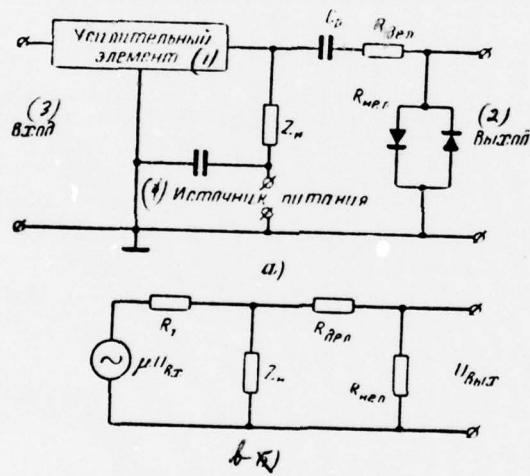 Усилительный
элемент (1)
Cр
Rдел
(3)
вход
Zн
Rнел
(2)
Выход
(4) Источник питания
а)
R1
Rдел
μUвх
Zн
Rнел
Uвых